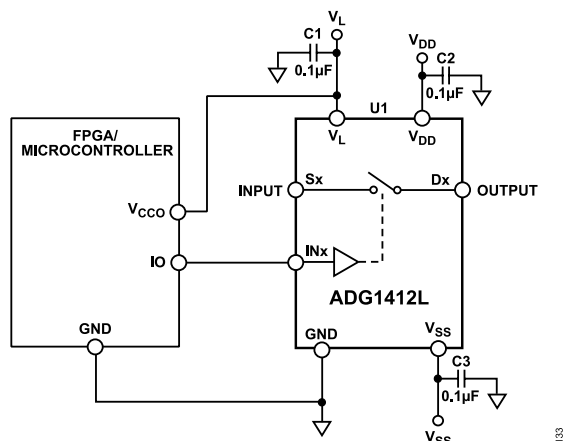 VL
C1
0.1µF
VDD
C2
0.1µF
U1
VL
VDD
FPGA/
MICROCONTROLLER
INPUT
Sx
Dx
OUTPUT
VCCO
IO
INx
ADG1412L
GND
GND
VSS
C3
0.1µF
VSS
133